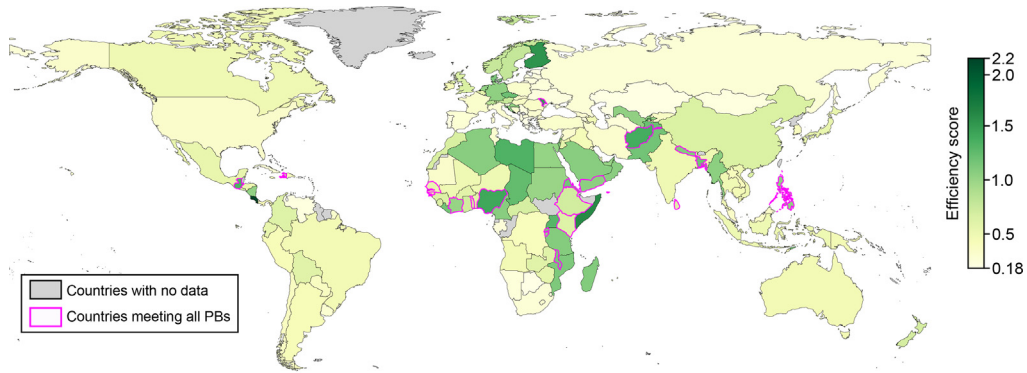 2.2
2.0
1.5
1.0
0.5
0.18
Efficiency score
Countries with no data
Countries meeting all PBs